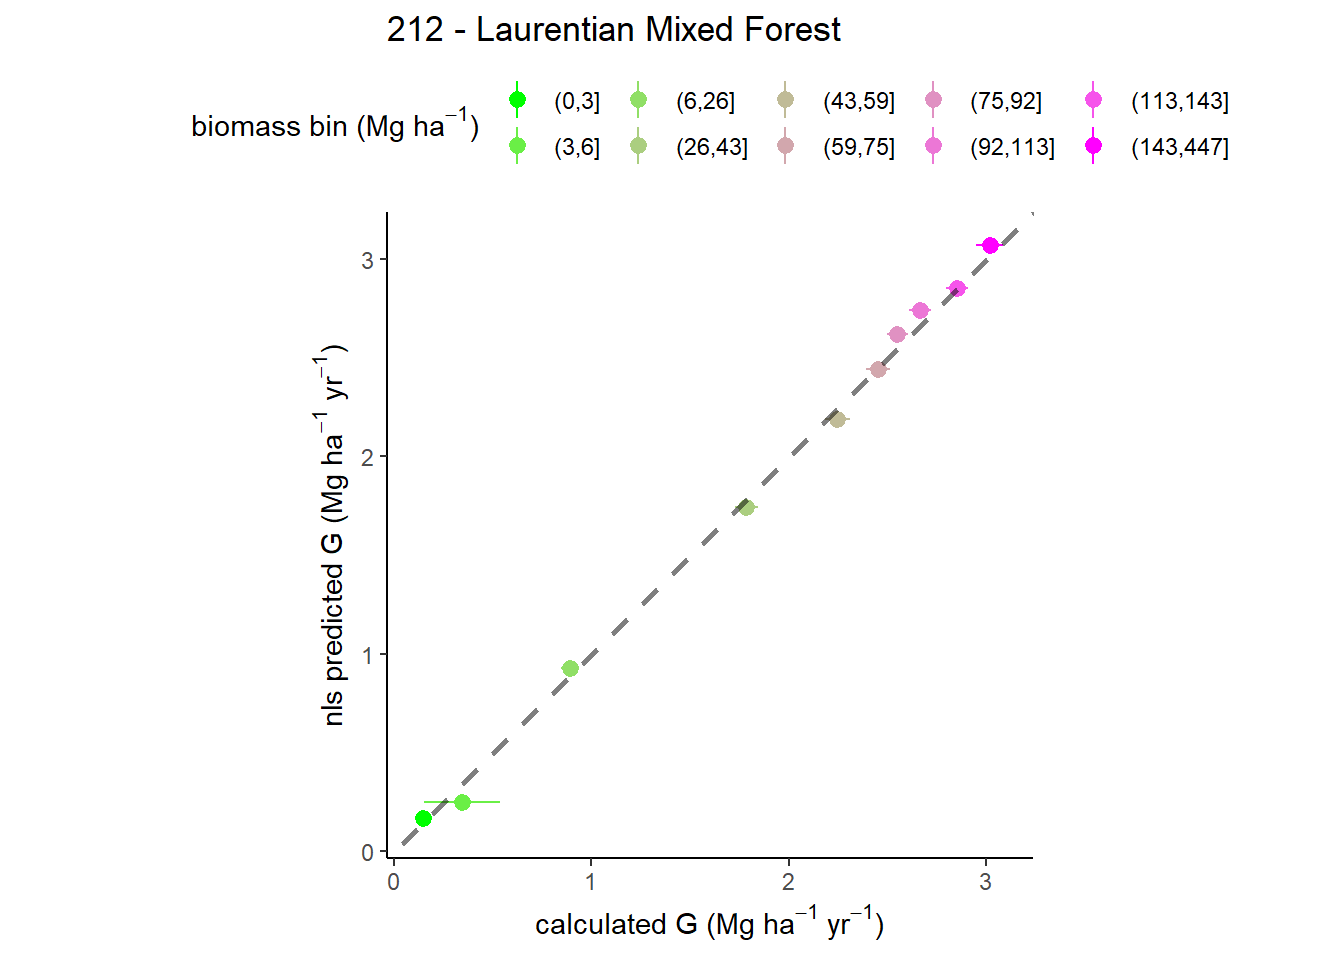 212 - Laurentian Mixed Forest
biomass bin (Mg ha⁻¹)
(0,3] (6,26] (43,59] (75,92] (113,143]
(3,6] (26,43] (59,75] (92,113] (143,447]
nls predicted G (Mg ha⁻¹ yr⁻¹)
3
2
1
0
0 1 2 3
calculated G (Mg ha⁻¹ yr⁻¹)